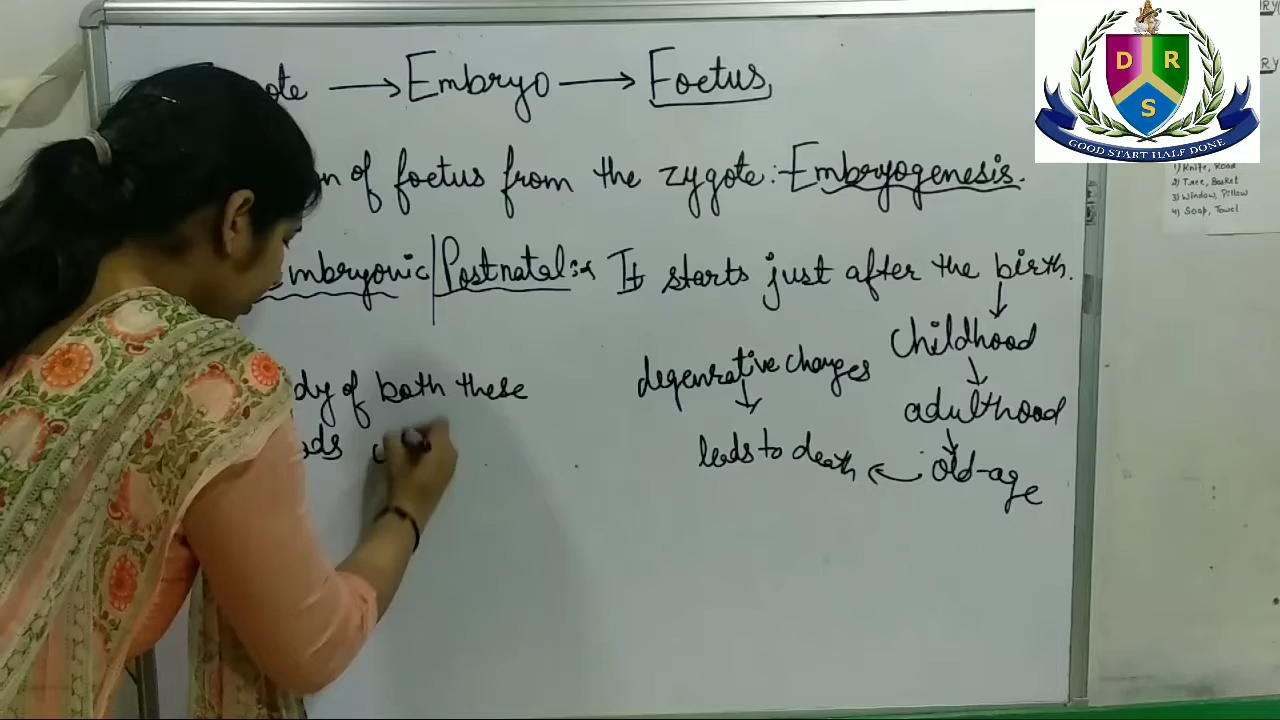 ote → Embryo → Foetus
n of foetus from the zygote: Embryogenesis.
mbryonic | Postnatal :- It starts just after the birth.
↓
childhood
↓
adulthood
↓
old-age
degenrative changes
↓
leads to death ←
dy of both these
ds
D R
S
GOOD START HALF DONE
1) Knife, Road
2) Tree, Basket
3) Window, Pillow
4) Soap, Towel